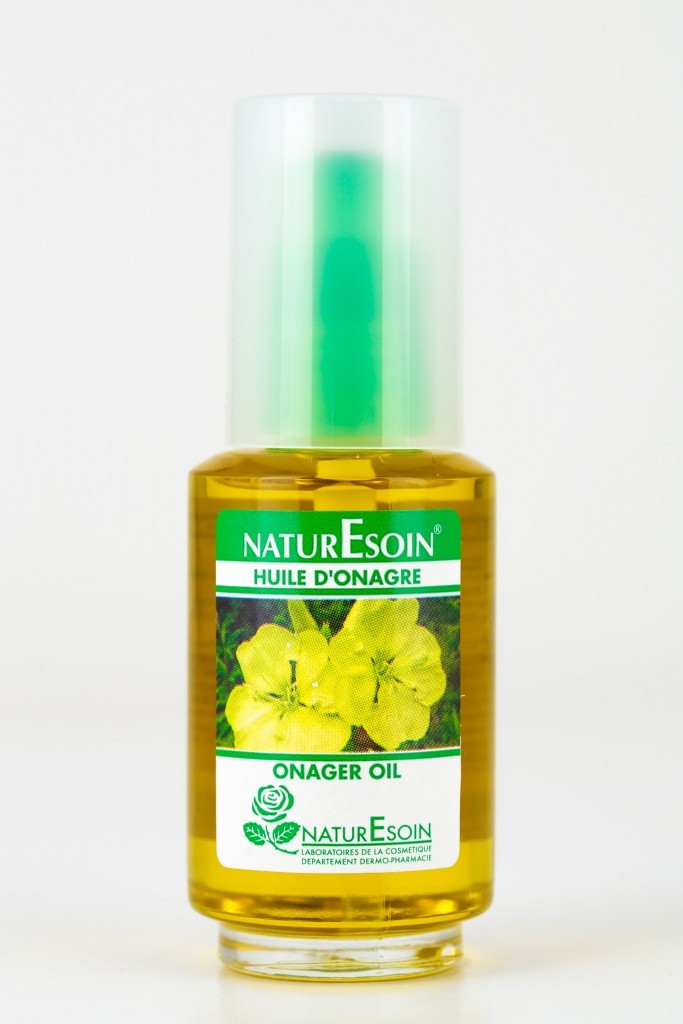 NATURESOIN®
HUILE D'ONAGRE
ONAGER OIL
NATURESOIN
LABORATOIRES DE LA COSMETIQUE
DEPARTEMENT DERMO-PHARMACIE